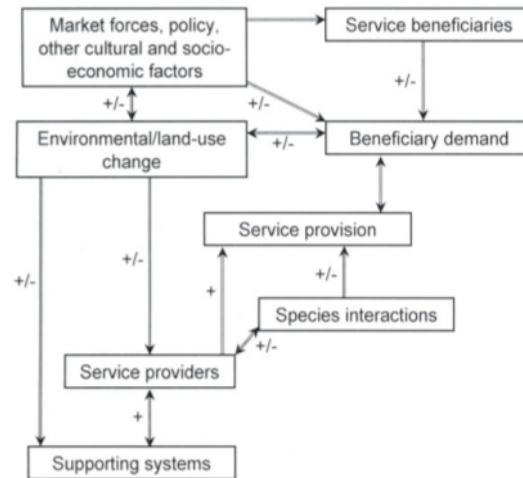 Market forces, policy,
other cultural and socio-
economic factors
Service beneficiaries
+/-
+/-
+/-
Environmental/land-use
change
+/-
Beneficiary demand
Service provision
+/-
+
+/-
+/-
Species interactions
+/-
Service providers
+
Supporting systems